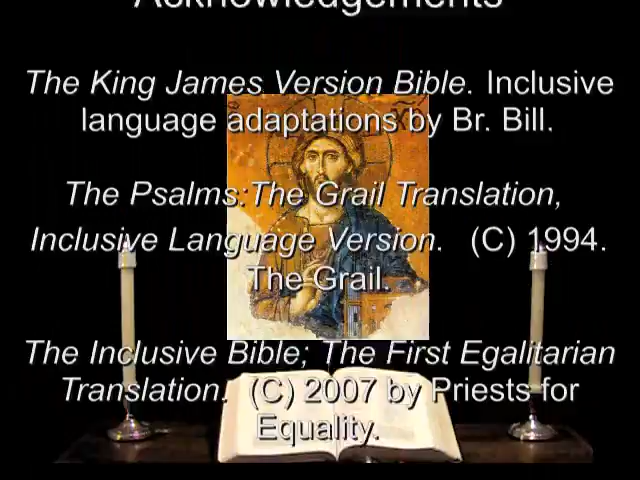 Acknowledgements
The King James Version Bible. Inclusive
language adaptations by Br. Bill.
The Psalms:The Grail Translation,
Inclusive Language Version. (C) 1994.
The Grail.
The Inclusive Bible; The First Egalitarian
Translation. (C) 2007 by Priests for
Equality.